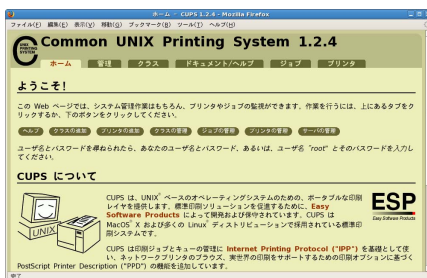 ホーム - CUPS 1.2.4 - Mozilla Firefox
ファイル(F) 編集(E) 表示(V) 移動(G) ブックマーク(B) ツール(T) ヘルプ(H)
UNIX PRINTING SYSTEM
Common UNIX Printing System 1.2.4
ホーム 管理 クラス ドキュメント/ヘルプ ジョブ プリンタ
ようこそ!
この Web ページでは、システム管理作業はもちろん、プリンタやジョブの監視ができます。作業を行うには、上にあるタブをク
リックするか、下のボタンをクリックしてください。
ヘルプ クラスの追加 プリンタの追加 クラスの管理 ジョブの管理 プリンタの管理 サーバの管理
ユーザ名とパスワードを尋ねられたら、あなたのユーザ名とパスワード、あるいは、ユーザ名 "root" とそのパスワードを入力し
てください。
CUPS について
UNIX
CUPS は、UNIX® ベースのオペレーティングシステムのための、ポータブルな印刷
レイヤを提供します。標準印刷ソリューションを促進するために、Easy
Software Products によって開発および保守されています。CUPS は
MacOS® X および多くの Linux® ディストリビューションで採用されている標準印
刷システムです。
ESP
Easy Software Products
CUPS は印刷ジョブとキューの管理に Internet Printing Protocol ("IPP") を基礎として使
い、ネットワークプリンタのブラウズ、実世界の印刷をサポートするための印刷オプションに基づく
PostScript Printer Description ("PPD") の機能を追加しています。
完了